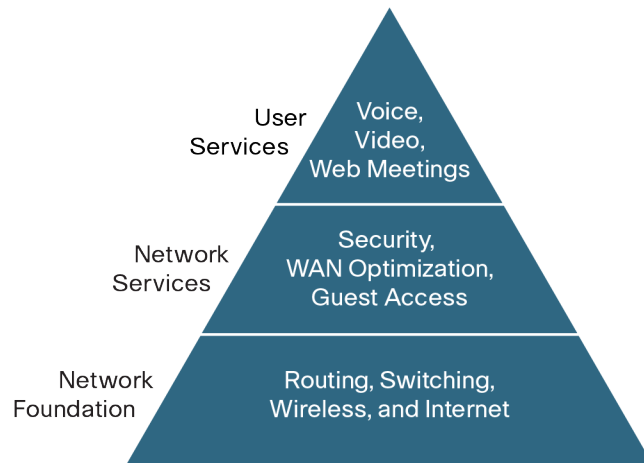 User
Services
Voice,
Video,
Web Meetings
Network
Services
Security,
WAN Optimization,
Guest Access
Network
Foundation
Routing, Switching,
Wireless, and Internet